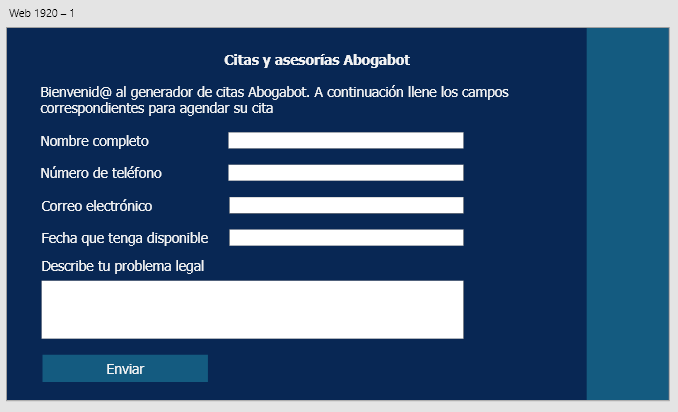 Web 1920 – 1
Citas y asesorías Abogabot
Bienvenid@ al generador de citas Abogabot. A continuación llene los campos
correspondientes para agendar su cita
Nombre completo
Número de teléfono
Correo electrónico
Fecha que tenga disponible
Describe tu problema legal
Enviar